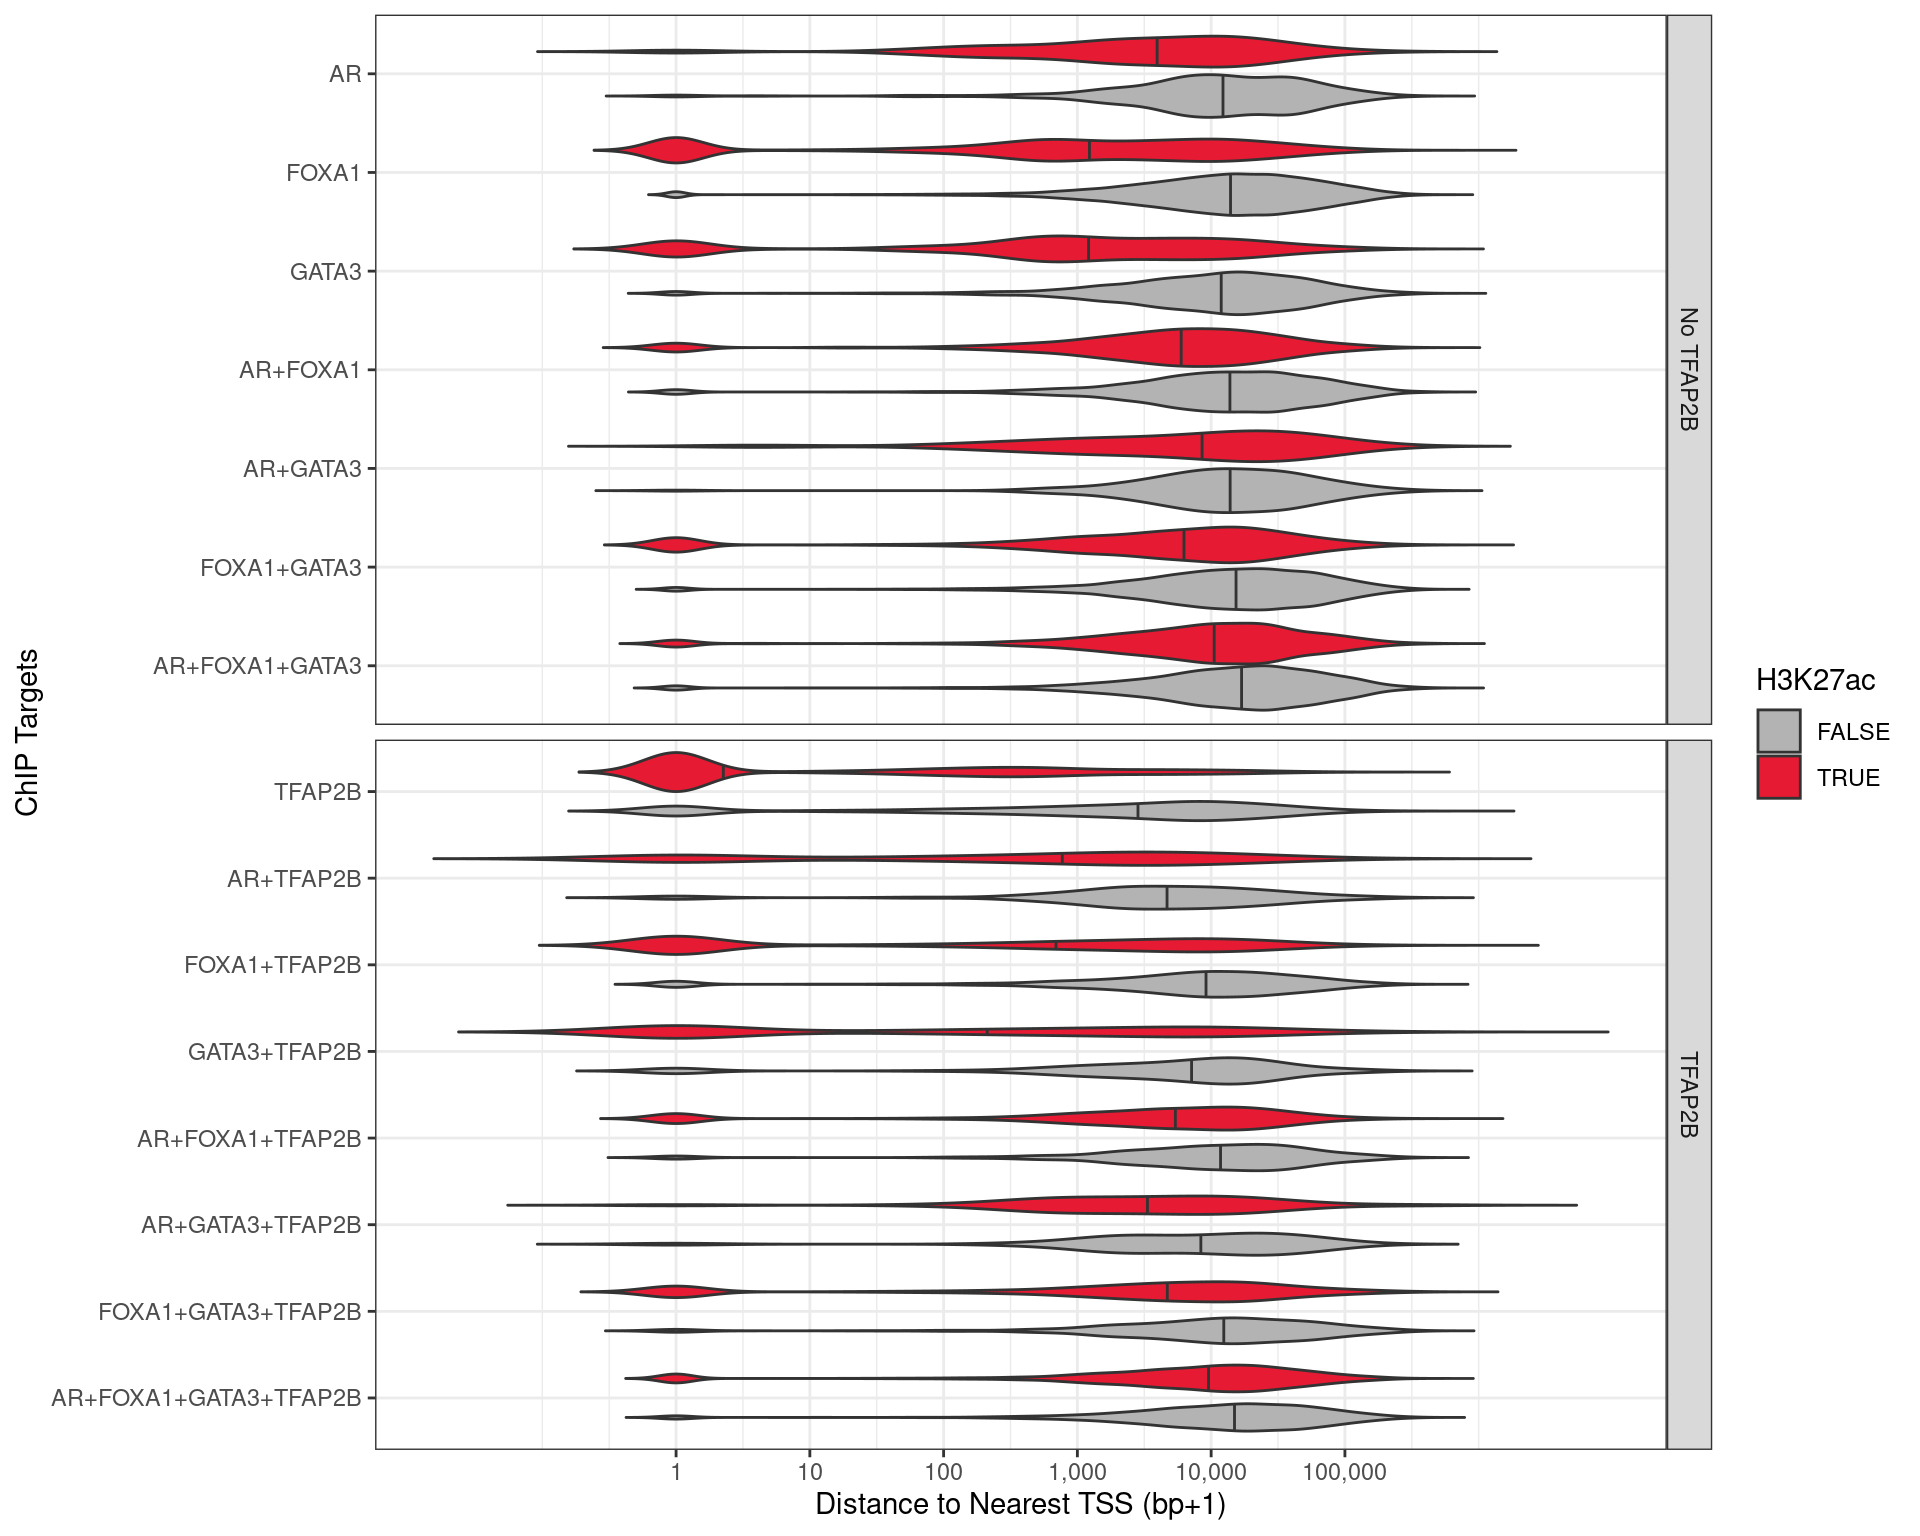 ChIP Targets
AR
FOXA1
GATA3
AR+FOXA1
AR+GATA3
FOXA1+GATA3
AR+FOXA1+GATA3
No TFAP2B
TFAP2B
AR+TFAP2B
FOXA1+TFAP2B
GATA3+TFAP2B
AR+FOXA1+TFAP2B
AR+GATA3+TFAP2B
FOXA1+GATA3+TFAP2B
AR+FOXA1+GATA3+TFAP2B
TFAP2B
1 10 100 1,000 10,000 100,000
Distance to Nearest TSS (bp+1)
H3K27ac
FALSE
TRUE